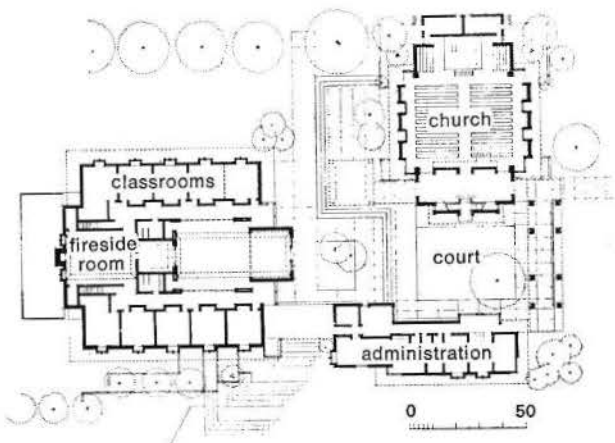 church
classrooms
fireside
room
court
administration
0 50